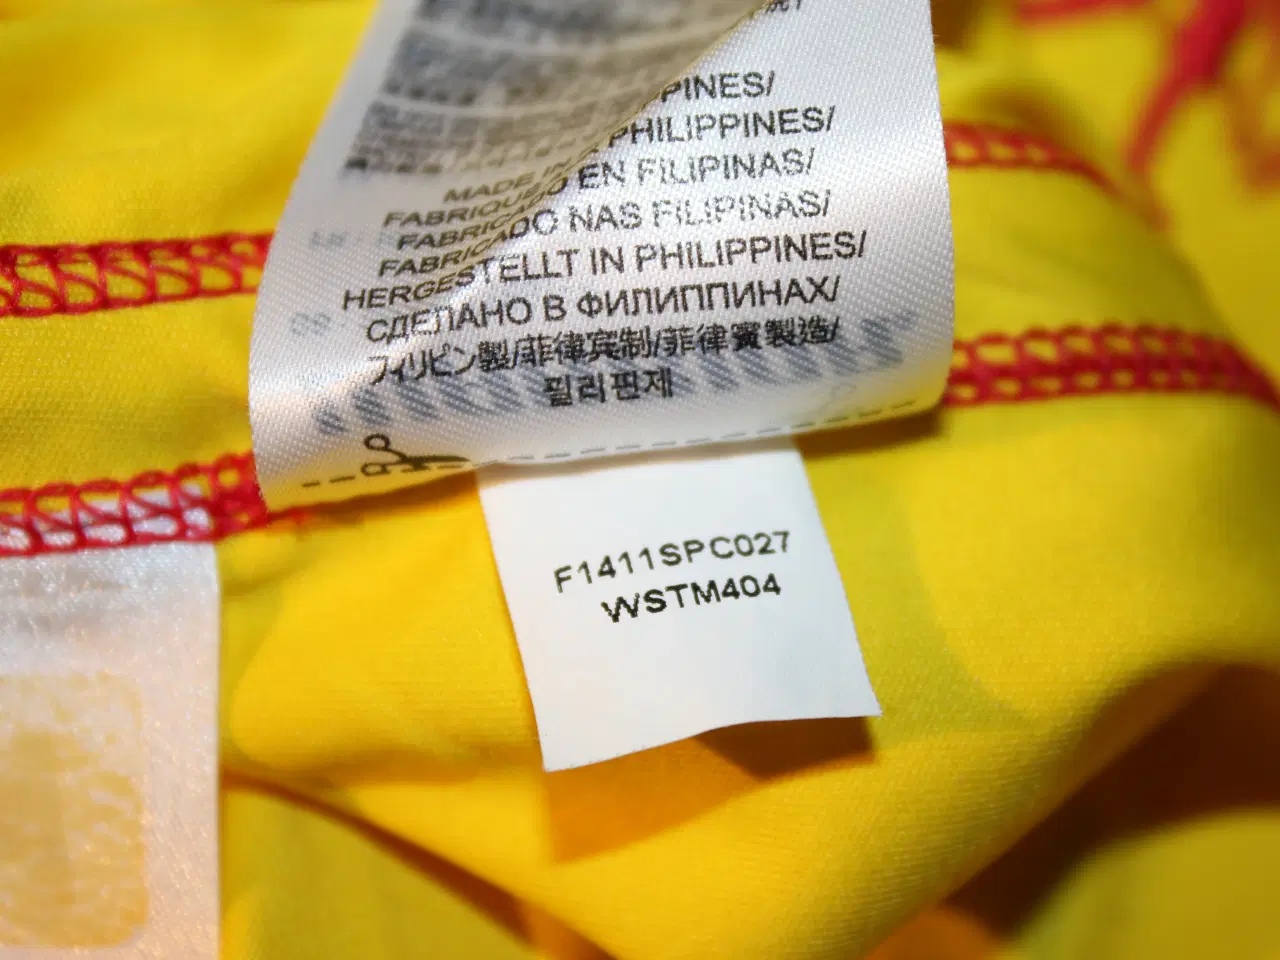 MADE IN PHILIPPINES/
FABRIQUÉ PHILIPPINES/
FABRICADO EN FILIPINAS/
FABRICADO NAS FILIPINAS/
HERGESTELLT IN PHILIPPINES/
СДЕЛАНО В ФИЛИППИНАХ/
フィリピン製/菲律宾制/菲律賓製造/
필리핀제
F1411SPC027
WSTM404